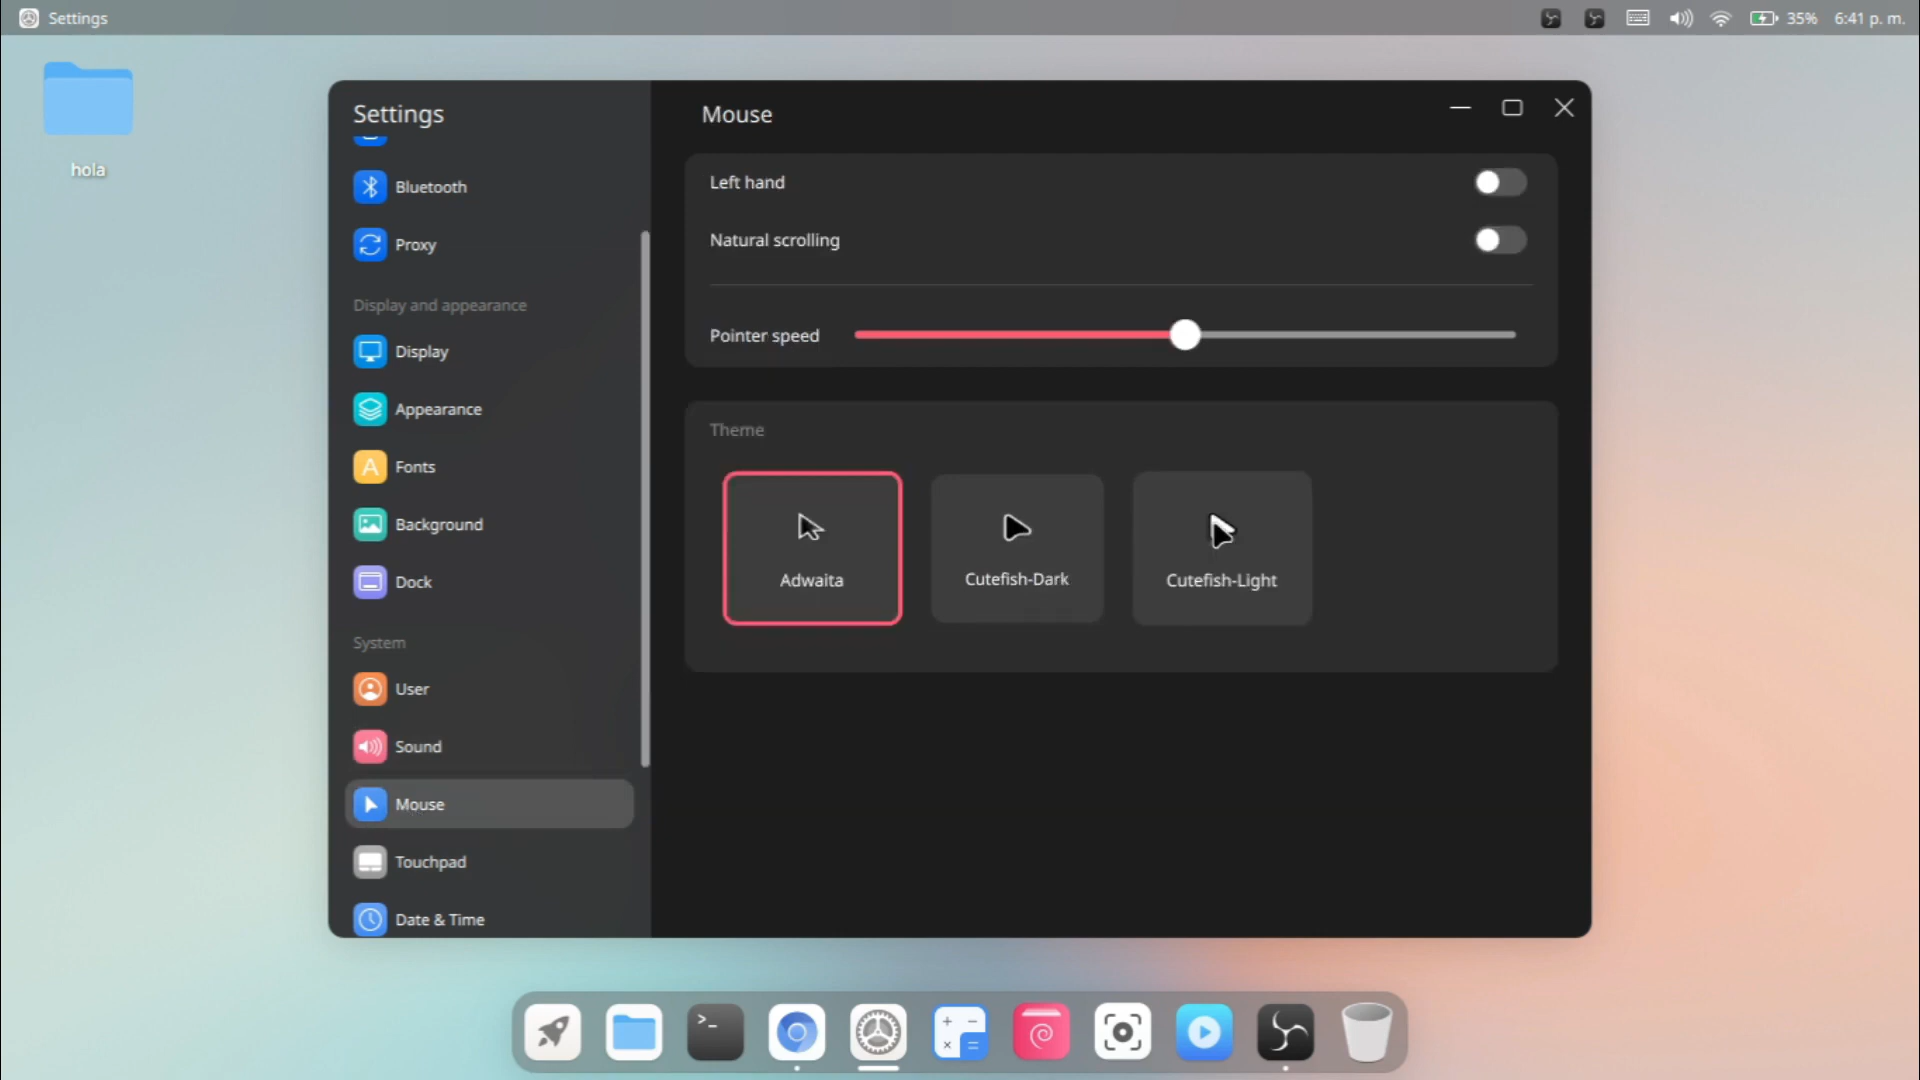 Settings
35% 6:41 p. m.
hola
Settings
Bluetooth
Proxy
Display and appearance
Display
Appearance
Fonts
Background
Dock
System
User
Sound
Mouse
Touchpad
Date & Time
Mouse
Left hand
Natural scrolling
Pointer speed
Theme
Adwaita
Cutefish-Dark
Cutefish-Light